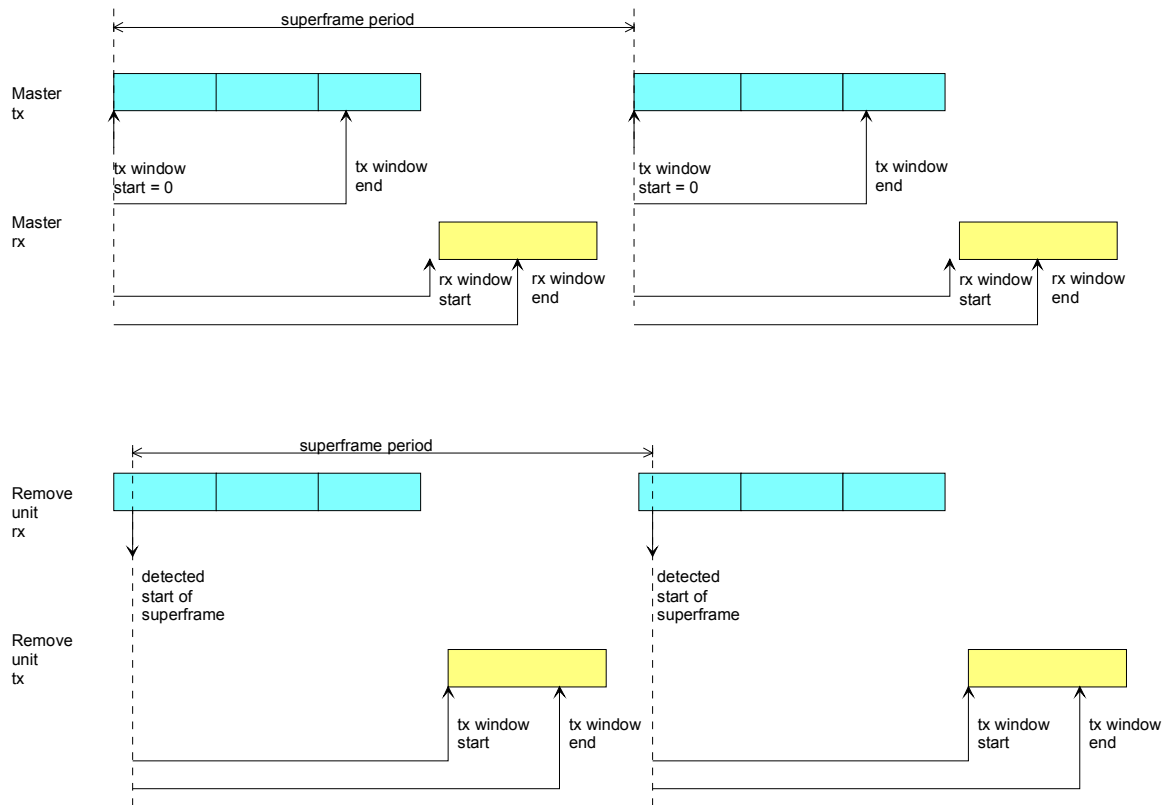 superframe period
Master
tx
tx window
start = 0
tx window
end
tx window
start = 0
tx window
end
Master
rx
rx window
start
rx window
end
rx window
start
rx window
end
superframe period
Remove
unit
rx
detected
start of
superframe
detected
start of
superframe
Remove
unit
tx
tx window
start
tx window
end
tx window
start
tx window
end